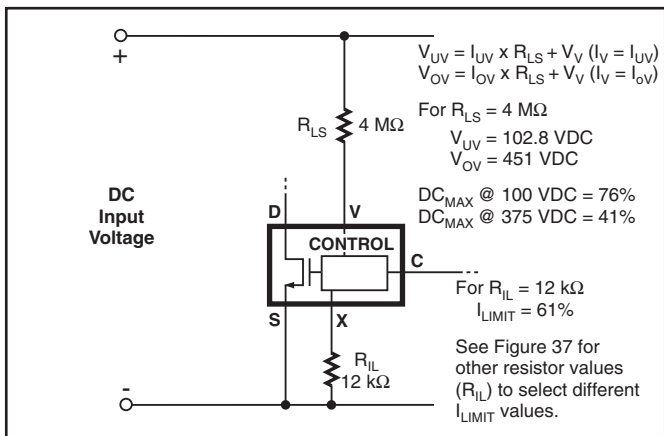 +
V_UV = I_UV x R_LS + V_V (I_V = I_UV)
V_OV = I_OV x R_LS + V_V (I_V = I_oV)
R_LS 4 MΩ
For R_LS = 4 MΩ
V_UV = 102.8 VDC
V_OV = 451 VDC
DC
Input
Voltage
DC_MAX @ 100 VDC = 76%
DC_MAX @ 375 VDC = 41%
D V
CONTROL
C
S X
For R_IL = 12 kΩ
I_LIMIT = 61%
R_IL
12 kΩ
See Figure 37 for
other resistor values
(R_IL) to select different
I_LIMIT values.
-